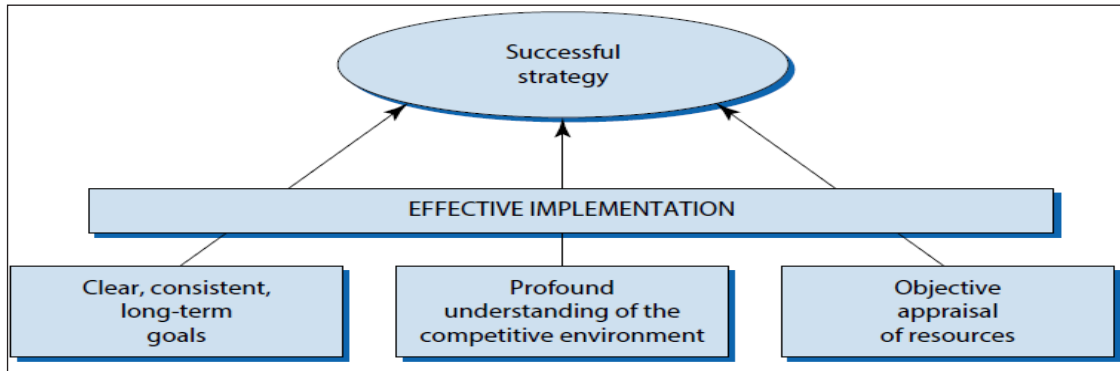 Successful
strategy
EFFECTIVE IMPLEMENTATION
Clear, consistent,
long-term
goals
Profound
understanding of the
competitive environment
Objective
appraisal
of resources